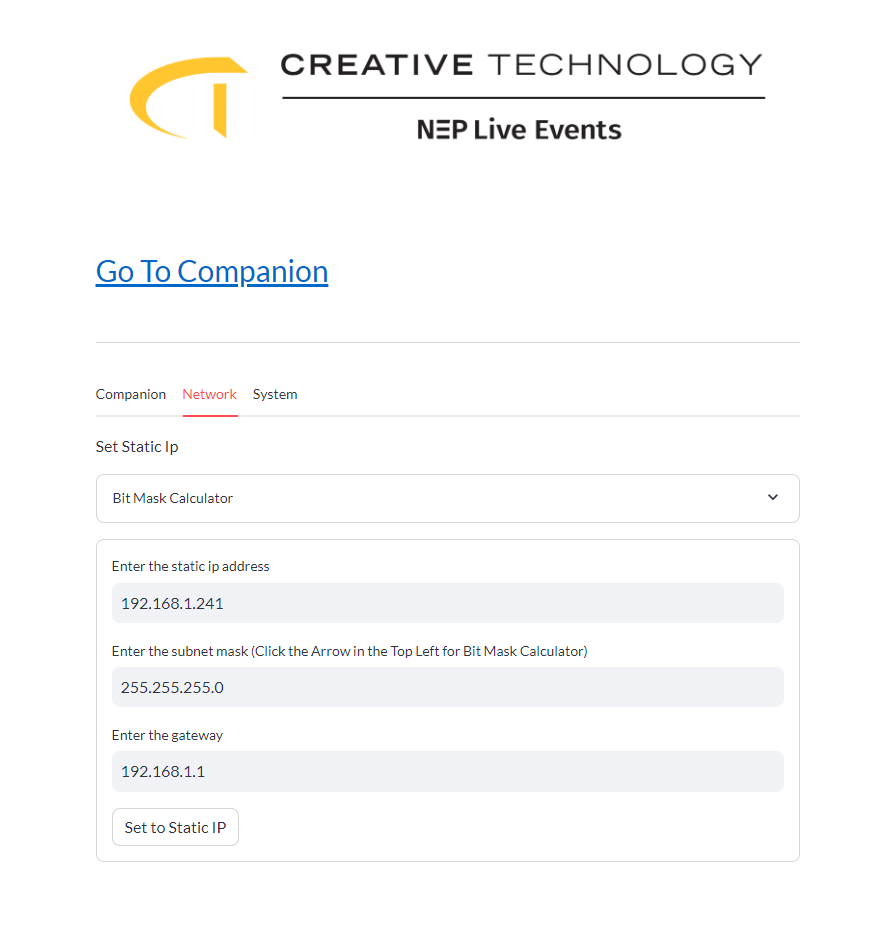 CREATIVE TECHNOLOGY
NEP Live Events
Go To Companion
Companion Network System
Set Static Ip
Bit Mask Calculator
Enter the static ip address
192.168.1.241
Enter the subnet mask (Click the Arrow in the Top Left for Bit Mask Calculator)
255.255.255.0
Enter the gateway
192.168.1.1
Set to Static IP